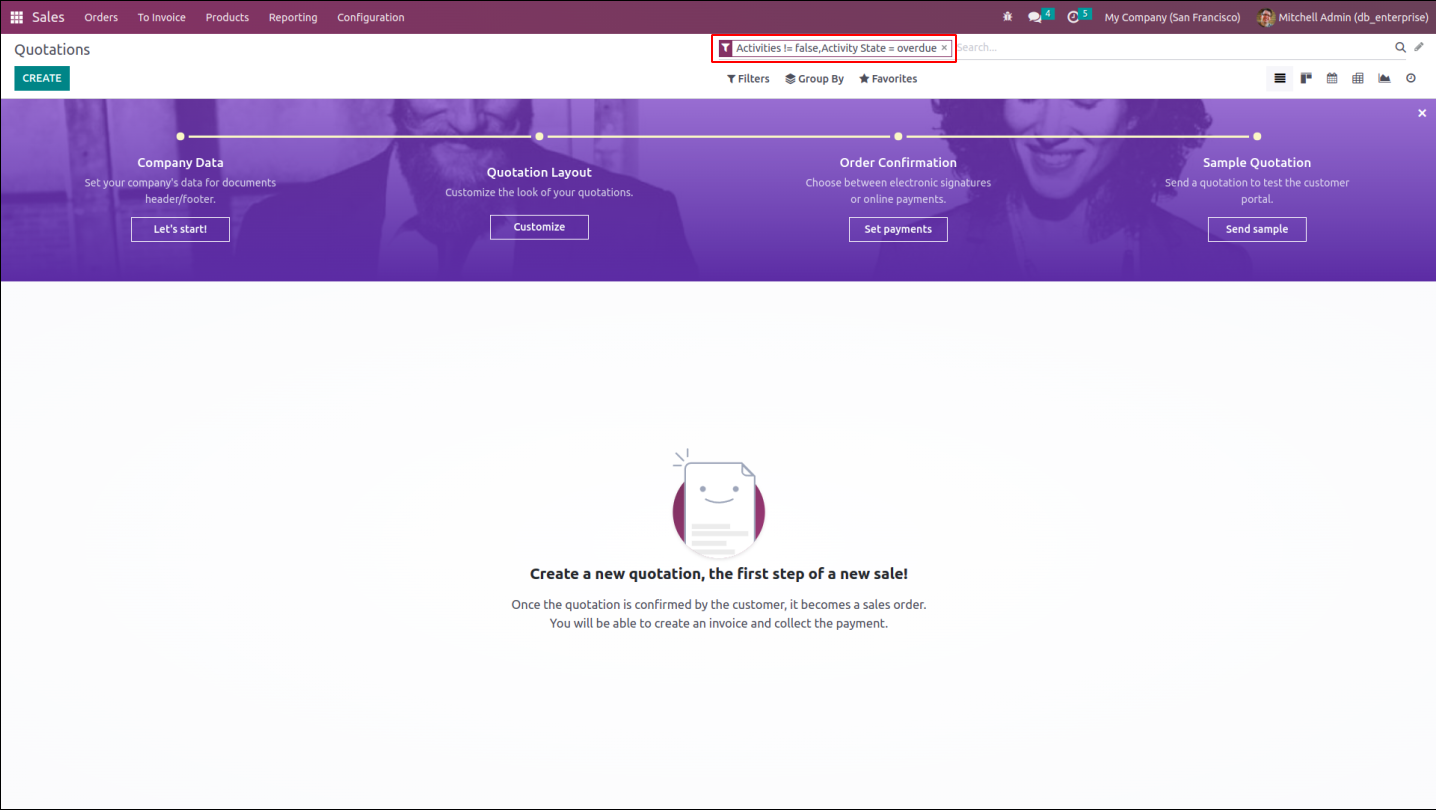 Sales Orders To Invoice Products Reporting Configuration 4 5 My Company (San Francisco) Mitchell Admin (db_enterprise)
Quotations Activities != false,Activity State = overdue × Search...
CREATE Filters Group By Favorites
Company Data
Set your company's data for documents
header/footer.
Let's start!
Quotation Layout
Customize the look of your quotations.
Customize
Order Confirmation
Choose between electronic signatures
or online payments.
Set payments
Sample Quotation
Send a quotation to test the customer
portal.
Send sample
Create a new quotation, the first step of a new sale!
Once the quotation is confirmed by the customer, it becomes a sales order.
You will be able to create an invoice and collect the payment.